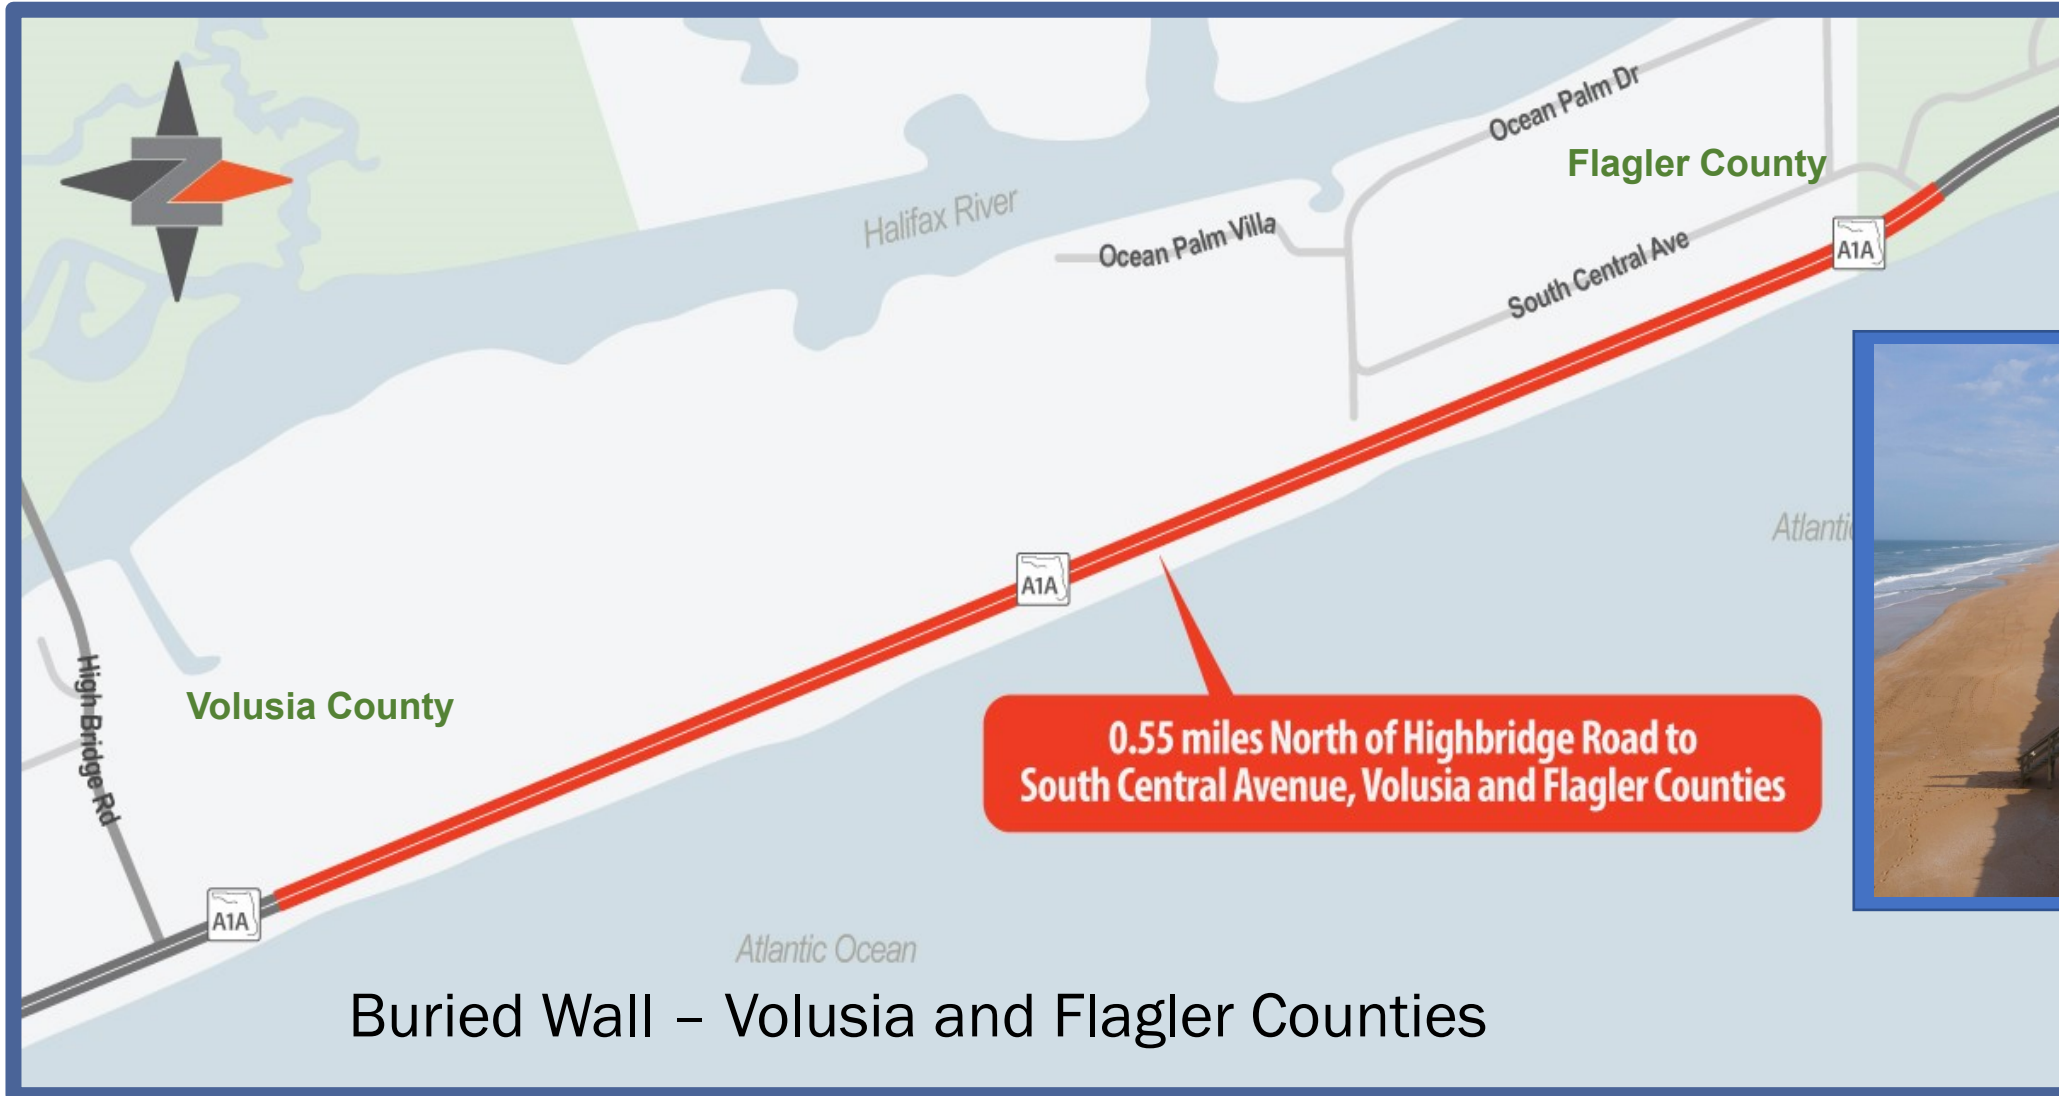 Ocean Palm Dr
Flagler County
Halifax River
Ocean Palm Villa
South Central Ave
A1A
Atlanti
A1A
High Bridge Rd
Volusia County
0.55 miles North of Highbridge Road to
South Central Avenue, Volusia and Flagler Counties
A1A
Atlantic Ocean
Buried Wall – Volusia and Flagler Counties
N